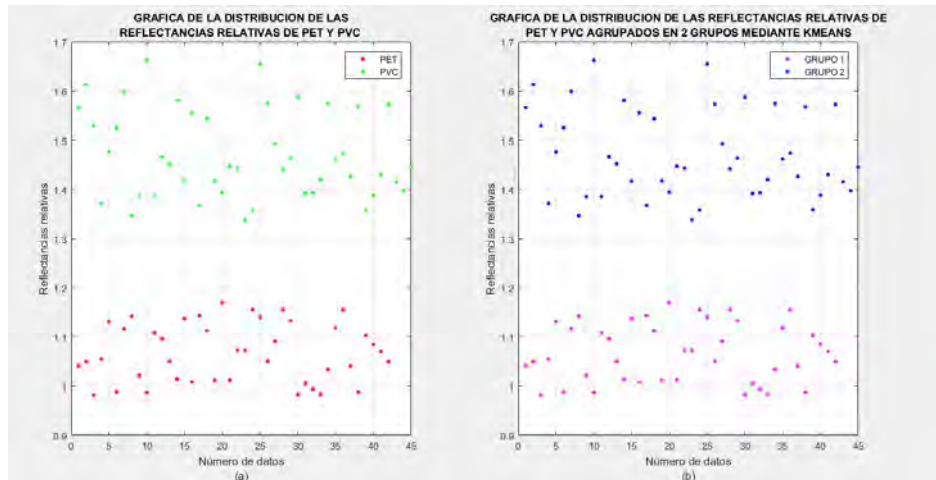 GRAFICA DE LA DISTRIBUCION DE LAS
REFLECTANCIAS RELATIVAS DE PET Y PVC
1.7
1.6
1.5
1.4
1.3
1.2
1.1
1
0.9
Reflectancias relativas
PET
PVC
0 5 10 15 20 25 30 35 40 45
Número de datos
(a)
GRAFICA DE LA DISTRIBUCION DE LAS REFLECTANCIAS RELATIVAS DE
PET Y PVC AGRUPADOS EN 2 GRUPOS MEDIANTE KMEANS
1.7
1.6
1.5
1.4
1.3
1.2
1.1
1
0.9
Reflectancias relativas
GRUPO 1
GRUPO 2
0 5 10 15 20 25 30 35 40 45
Número de datos
(b)